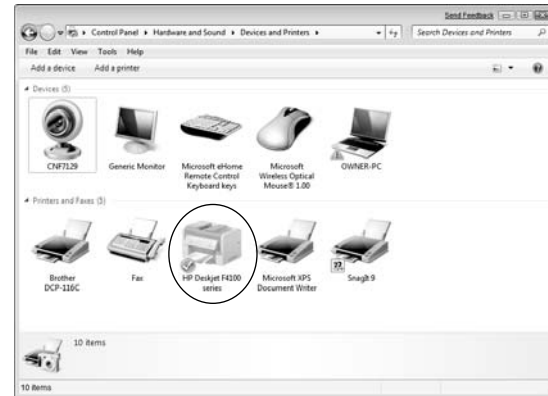 Send Feedback
Control Panel ▸ Hardware and Sound ▸ Devices and Printers ▸
Search Devices and Printers
File Edit View Tools Help
Add a device Add a printer
Devices (5)
CNF7129 Generic Monitor Microsoft eHome Microsoft OWNER-PC
Remote Control Wireless Optical
Keyboard keys Mouse® 1.00
Printers and Faxes (5)
Brother Fax HP Deskjet F4100 Microsoft XPS SnagIt 9
DCP-116C series Document Writer
10 items
10 items